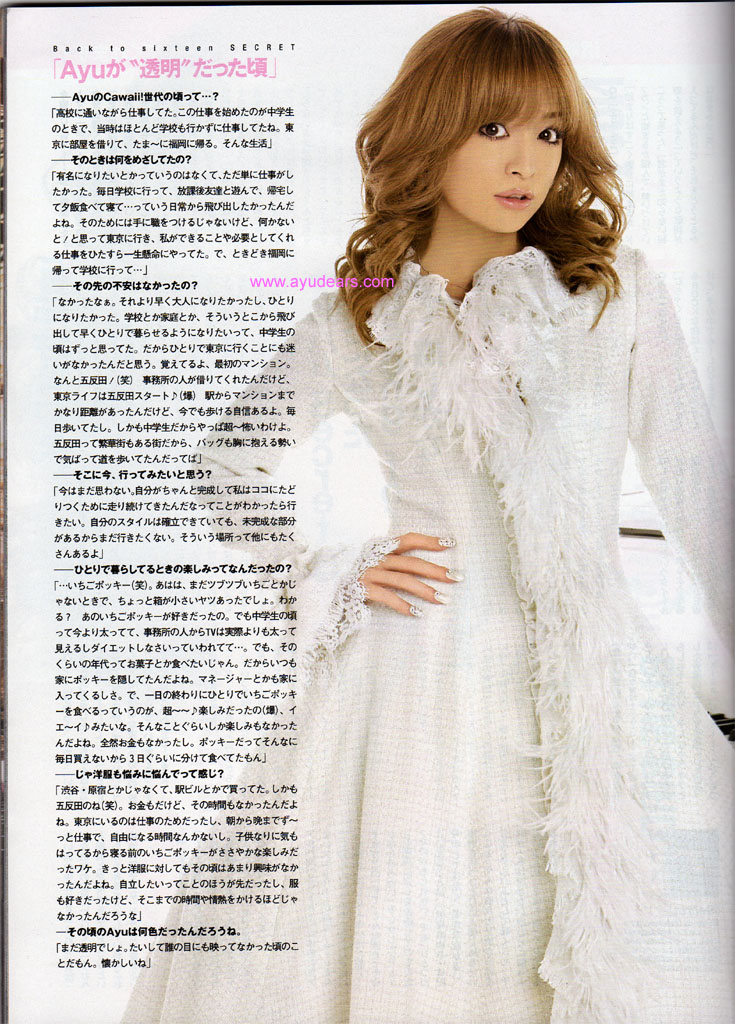 Back to sixteen SECRET
「Ayuが“透明”だった頃」
――AyuのCawaii!世代の頃って…?
「高校に通いながら仕事してた。この仕事を始めたのが中学生
のときで、当時はほとんど学校も行かずに仕事してたね。東
京に部屋を借りて、たま〜に福岡に帰る。そんな生活」
――そのときは何をめざしてたの?
「有名になりたいとかっていうのはなくて、ただ単に仕事がし
たかった。毎日学校に行って、放課後友達と遊んで、帰宅し
て夕飯食べて寝て…っていう日常から飛び出したかったんだ
よね。そのためには手に職をつけるじゃないけど、何かない
と!と思って東京に行き、私ができることや必要としてくれ
る仕事をひたすら一生懸命にやってた。で、ときどき福岡に
帰って学校に行って…」
www.ayudears.com
――その先の不安はなかったの?
「なかったなぁ。それより早く大人になりたかったし、ひとり
になりたかった。学校とか家庭とか、そういうとこから飛び
出して早くひとりで暮らせるようになりたいって、中学生の
頃はずっと思ってた。だからひとりで東京に行くことにも迷
いがなかったんだと思う。覚えてるよ、最初のマンション。
なんと五反田!(笑) 事務所の人が借りてくれたんだけど、
東京ライフは五反田スタート♪(爆) 駅からマンションまで
かなり距離があったんだけど、今でも歩ける自信あるよ。毎
日歩いてたし。しかも中学生だからやっぱ超〜怖いわけよ。
五反田って繁華街もある街だから、バッグも胸に抱える勢い
で気ばって道を歩いてたんだってば」
――そこに今、行ってみたいと思う?
「今はまだ思わない。自分がちゃんと完成して私はココにたど
りつくために走り続けてきたんだなってことがわかったら行
きたい。自分のスタイルは確立できていても、未完成な部分
があるからまだ行きたくない。そういう場所って他にもたく
さんあるよ」
――ひとりで暮らしてるときの楽しみってなんだったの?
「…いちごポッキー(笑)。あはは、まだツブツブいちごとかじ
ゃないときで、ちょっと箱が小さいヤツあったでしょ。わか
る? あのいちごポッキーが好きだったの。でも中学生の頃
って今より太ってて、事務所の人からTVは実際よりも太って
見えるしダイエットしなさいっていわれてて…。でも、その
くらいの年代ってお菓子とか食べたいじゃん。だからいつも
家にポッキーを隠してたんだよね。マネージャーとかも家に
入ってくるしさ。で、一日の終わりにひとりでいちごポッキ
ーを食べるっていうのが、超〜〜♪楽しみだったの(爆)、イ
エ〜イ♪みたいな。そんなことぐらいしか楽しみもなかった
んだよね。全然お金もなかったし。ポッキーだってそんなに
毎日買えないから3日ぐらいに分けて食べてたもん」
――じゃ洋服も悩みに悩んでって感じ?
「渋谷・原宿とかじゃなくて、駅ビルとかで買ってた。しかも
五反田のね(笑)。お金もだけど、その時間もなかったんだよ
ね。東京にいるのは仕事のためだったし、朝から晩までず〜
っと仕事で、自由になる時間なんかないし。子供なりに気も
はってるから寝る前のいちごポッキーがささやかな楽しみだ
ったワケ。きっと洋服に対してもその頃はあまり興味がなか
ったんだよね。自立したいってことのほうが先だったし、服
も好きだったけど、そこまでの時間や情熱をかけるほどじゃ
なかったんだろうな」
―その頃のAyuは何色だったんだろうね。
「まだ透明でしょ。たいして誰の目にも映ってなかった頃のこ
とだもん。懐かしいね」